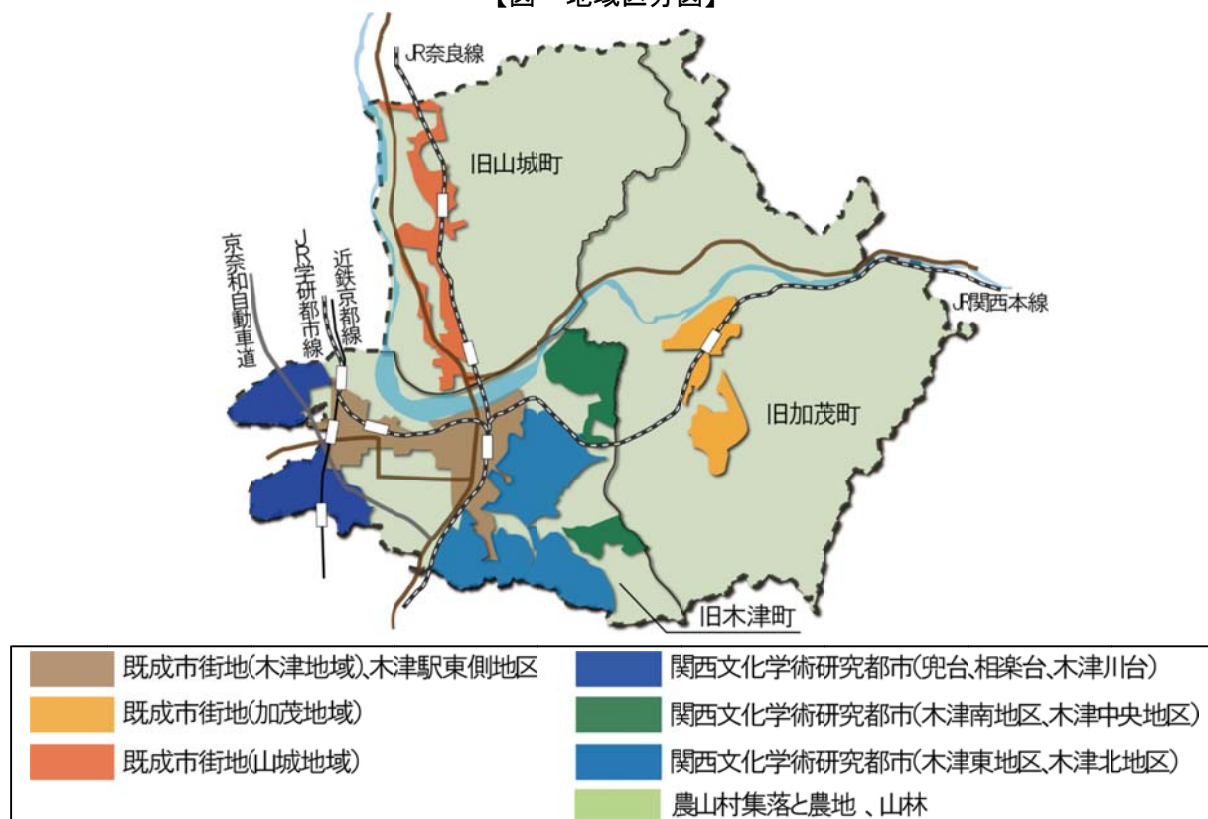 【図 地域区分図】
JR奈良線
旧山城町
京奈和自動車道
JR学研都市線
近鉄京都線
JR関西本線
旧加茂町
旧木津町
既成市街地(木津地域)、木津駅東側地区
既成市街地(加茂地域)
既成市街地(山城地域)
関西文化学術研究都市(兜台、相楽台、木津川台)
関西文化学術研究都市(木津南地区、木津中央地区)
関西文化学術研究都市(木津東地区、木津北地区)
農山村集落と農地 、山林